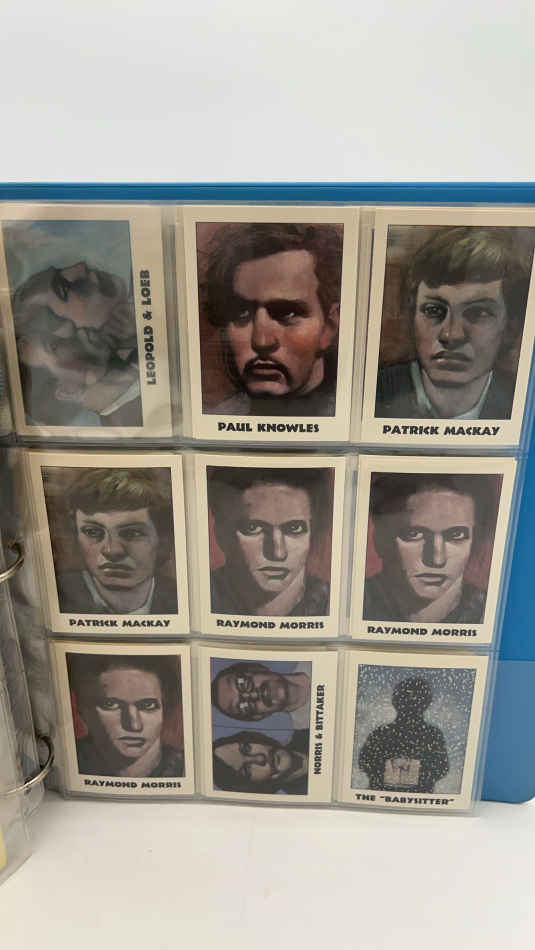 LEOPOLD & LOEB
PAUL KNOWLES
PATRICK MACKAY
PATRICK MACKAY
RAYMOND MORRIS
RAYMOND MORRIS
RAYMOND MORRIS
NORRIS & BITTAKER
THE "BABYSITTER"